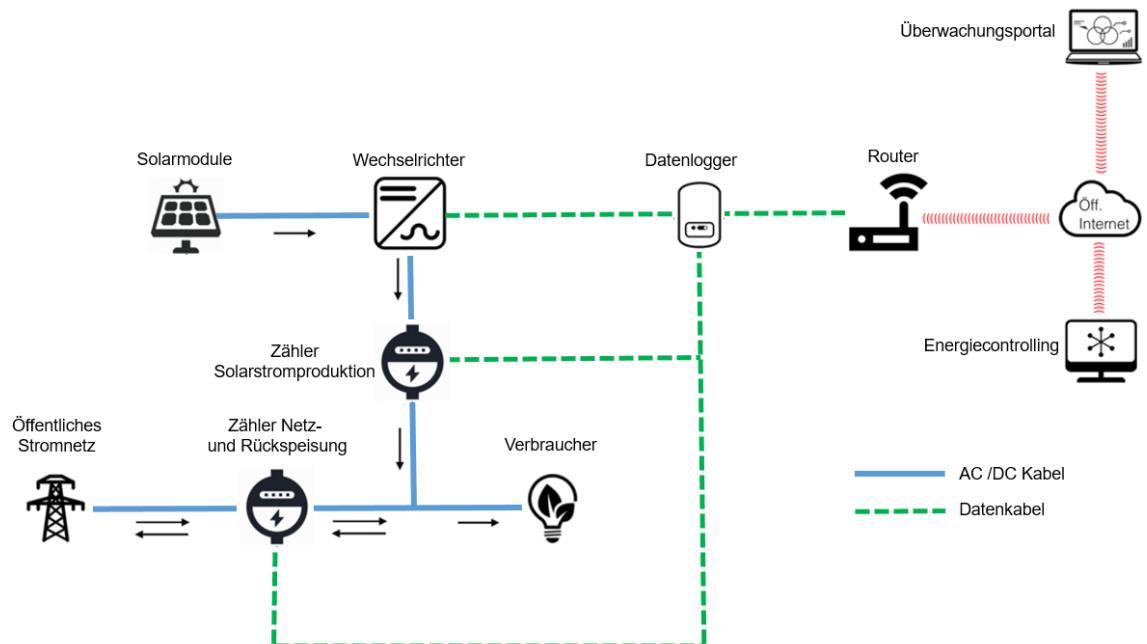 Überwachungsportal
Solarmodule
Wechselrichter
Datenlogger
Router
Öff.
Internet
Zähler
Solarstromproduktion
Energiecontrolling
Öffentliches
Stromnetz
Zähler Netz-
und Rückspeisung
Verbraucher
AC /DC Kabel
Datenkabel